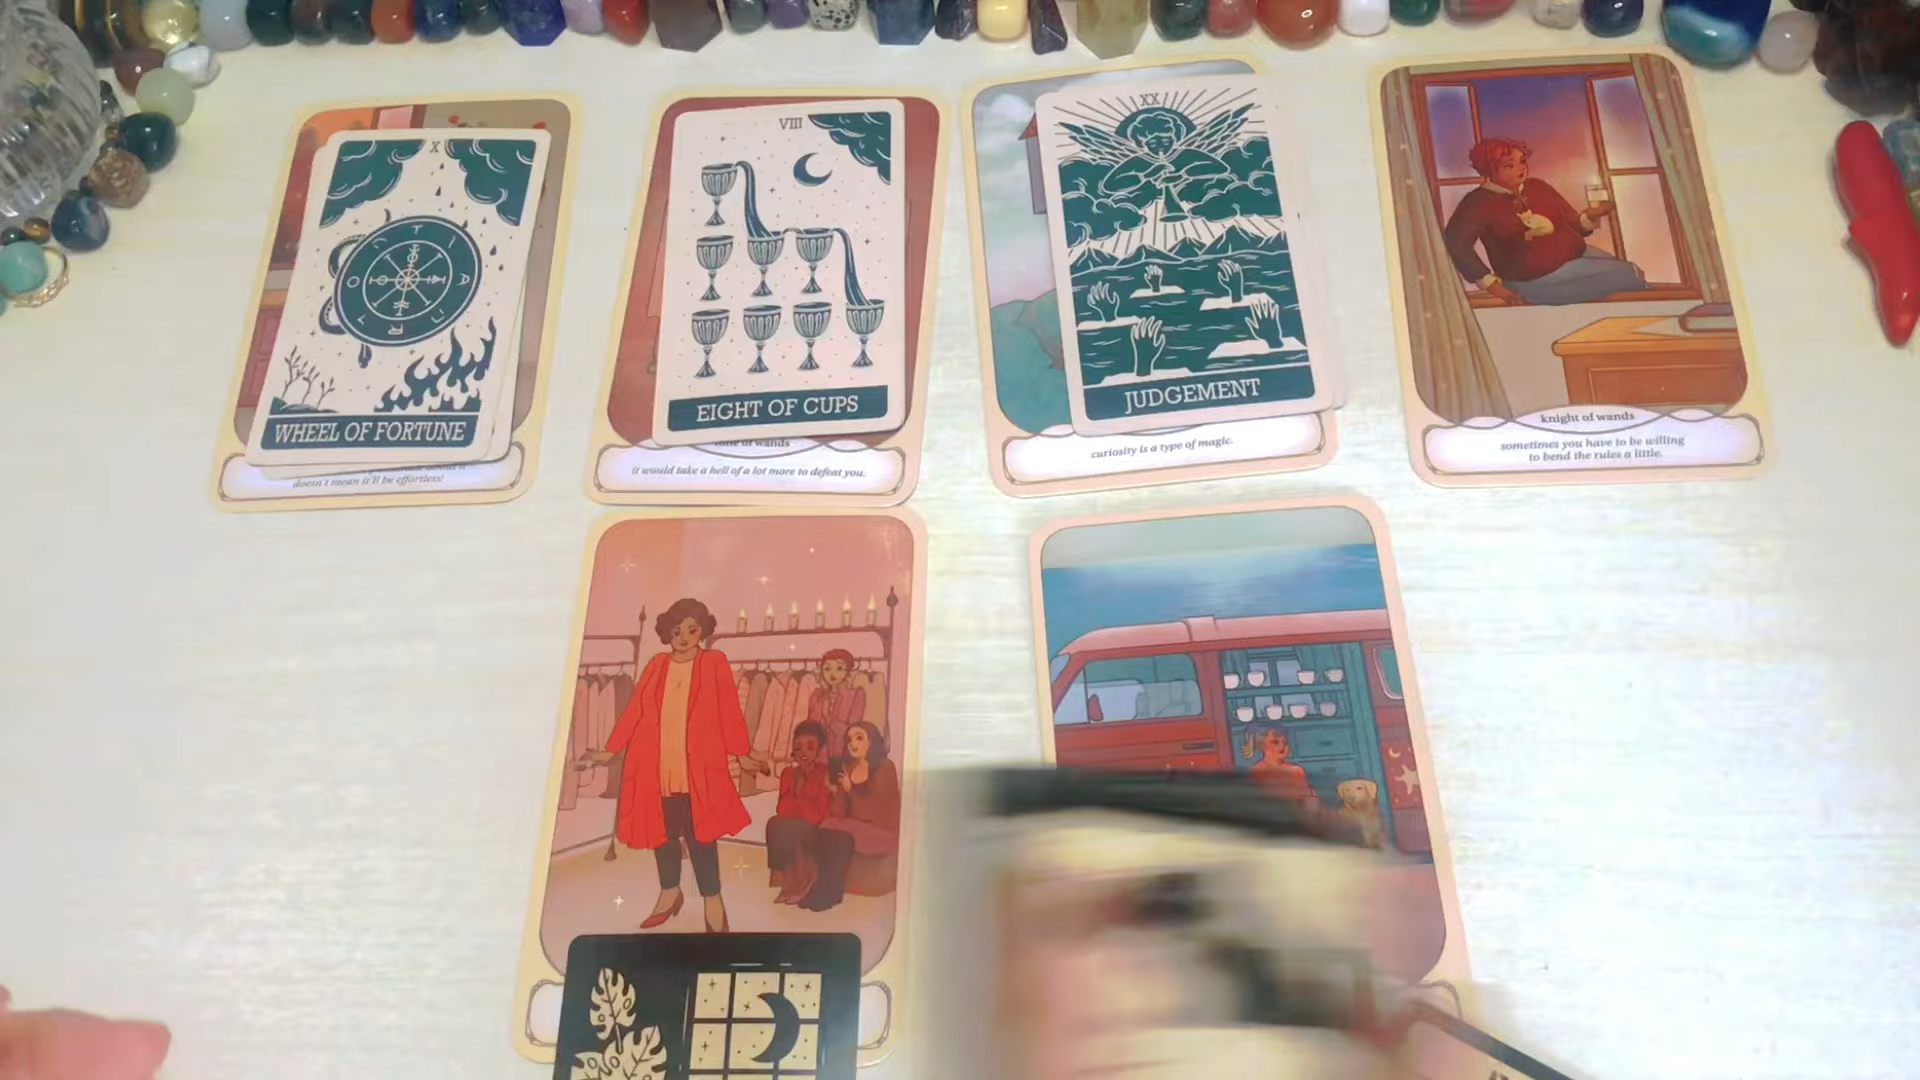 X
WHEEL OF FORTUNE
doesn't mean it'll be effortless!
VIII
EIGHT OF CUPS
of wands
it would take a hell of a lot more to defeat you.
XX
JUDGEMENT
curiosity is a type of magic.
knight of wands
sometimes you have to be willing
to bend the rules a little.